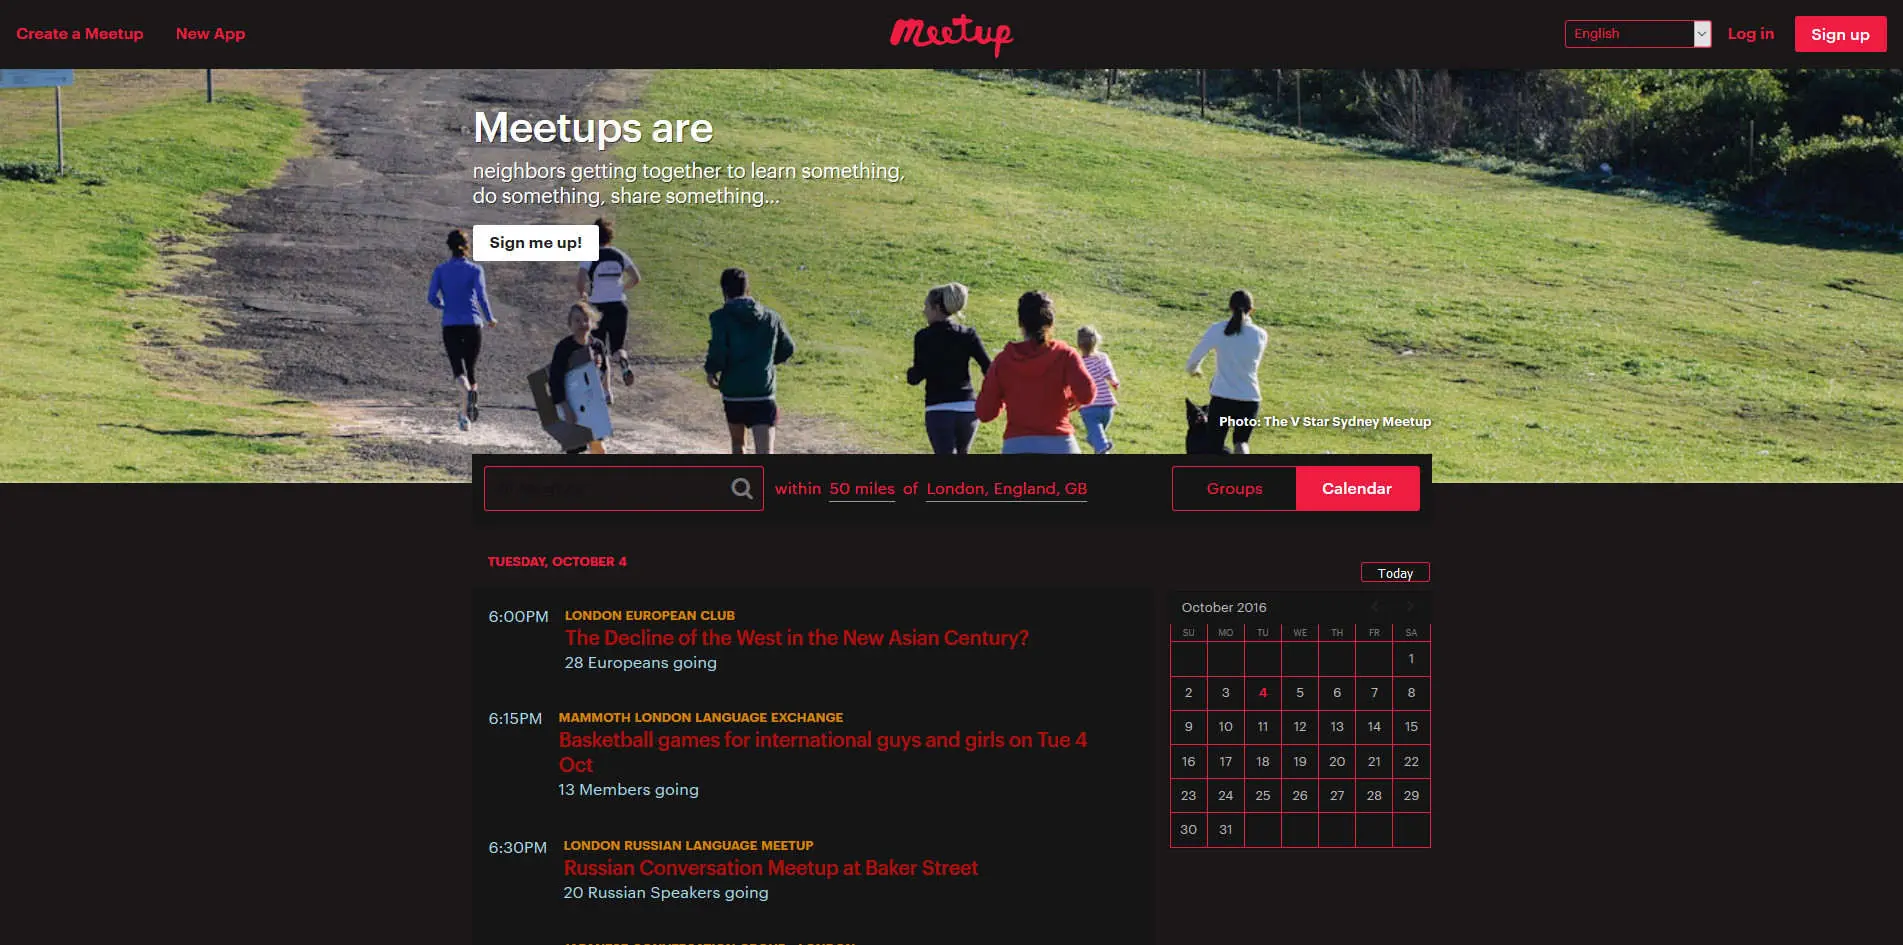 Create a Meetup
New App
Meetup
English
Log in
Sign up
Meetups are
neighbors getting together to learn something,
do something, share something...
Sign me up!
Photo: The V Star Sydney Meetup
within 50 miles of London, England, GB
Groups
Calendar
TUESDAY, OCTOBER 4
Today
6:00PM
LONDON EUROPEAN CLUB
The Decline of the West in the New Asian Century?
28 Europeans going
6:15PM
MAMMOTH LONDON LANGUAGE EXCHANGE
Basketball games for international guys and girls on Tue 4
Oct
13 Members going
6:30PM
LONDON RUSSIAN LANGUAGE MEETUP
Russian Conversation Meetup at Baker Street
20 Russian Speakers going
October 2016
SU MO TU WE TH FR SA
1
2 3 4 5 6 7 8
9 10 11 12 13 14 15
16 17 18 19 20 21 22
23 24 25 26 27 28 29
30 31